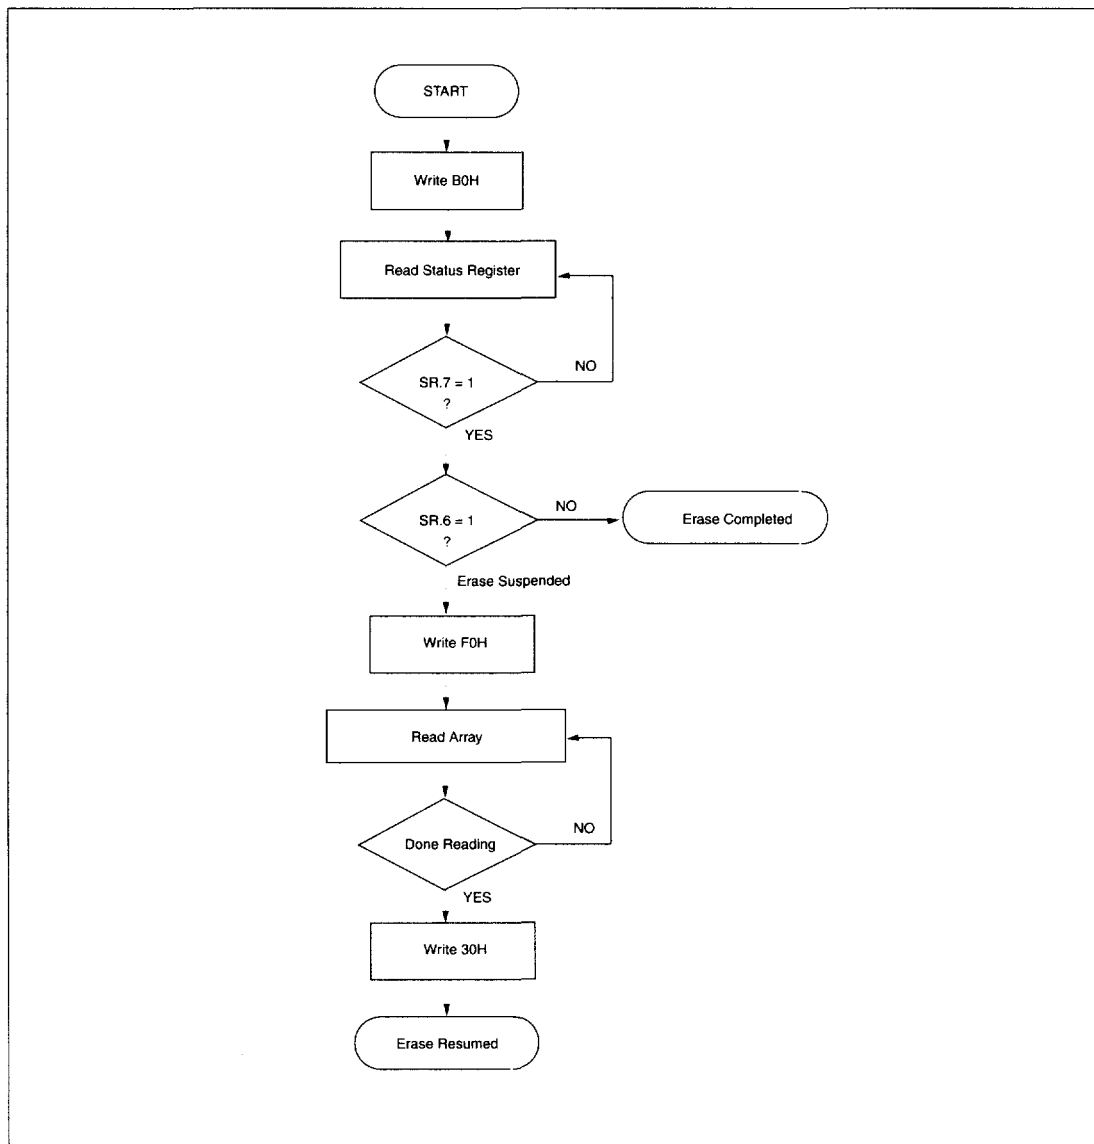 START
Write B0H
Read Status Register
SR.7 = 1
?
NO
YES
SR.6 = 1
?
NO
Erase Completed
Erase Suspended
Write F0H
Read Array
Done Reading
NO
YES
Write 30H
Erase Resumed